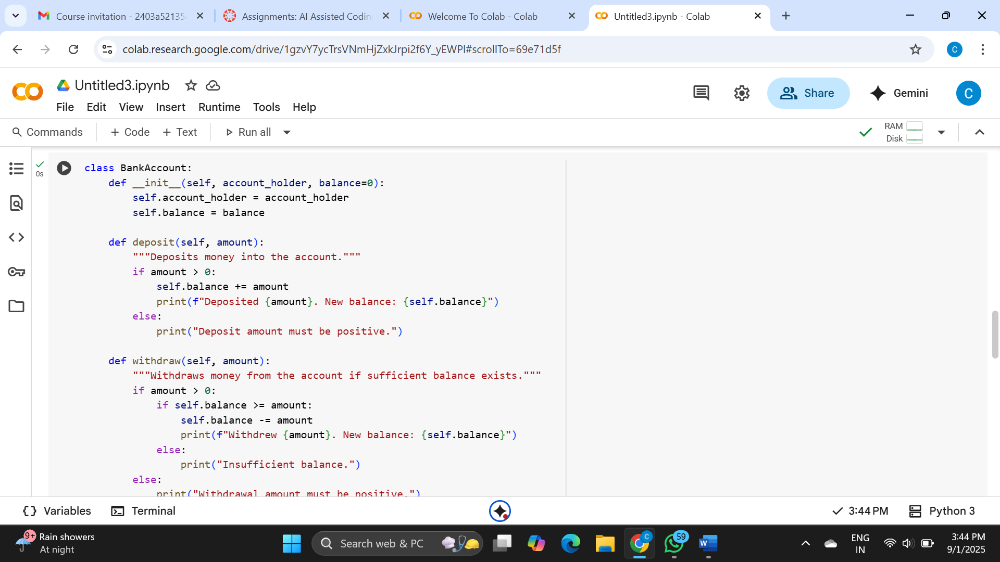 Course invitation - 2403a52135
Assignments: AI Assisted Coding
Welcome To Colab - Colab
Untitled3.ipynb - Colab
colab.research.google.com/drive/1gzvY7ycTrsVNmHjZxkJrpi2f6Y_yEWPl#scrollTo=69e71d5f
C
Untitled3.ipynb
File Edit View Insert Runtime Tools Help
Share
Gemini
C
Commands
+ Code + Text
Run all
RAM
Disk
0s
class BankAccount:
    def __init__(self, account_holder, balance=0):
        self.account_holder = account_holder
        self.balance = balance
    def deposit(self, amount):
        """Deposits money into the account."""
        if amount > 0:
            self.balance += amount
            print(f"Deposited {amount}. New balance: {self.balance}")
        else:
            print("Deposit amount must be positive.")
    def withdraw(self, amount):
        """Withdraws money from the account if sufficient balance exists."""
        if amount > 0:
            if self.balance >= amount:
                self.balance -= amount
                print(f"Withdrew {amount}. New balance: {self.balance}")
            else:
                print("Insufficient balance.")
        else:
            print("Withdrawal amount must be positive.")
{} Variables
Terminal
3:44 PM
Python 3
9+
Rain showers
At night
Search web & PC
C
59
W
ENG
IN
3:44 PM
9/1/2025